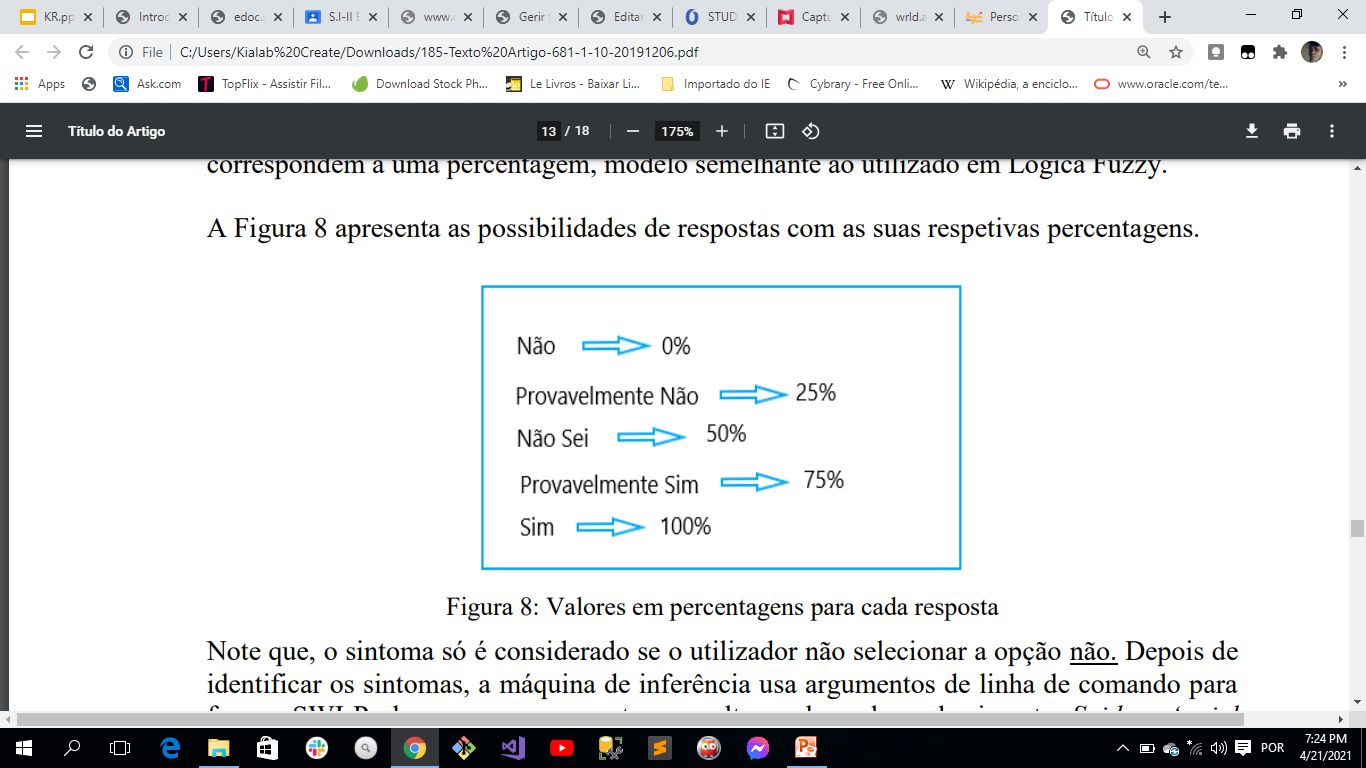 KR.pp
Introd
edoc.
S.I-II E
www.
Gerir
Editar
STUD
Captu
wrld.a
Perso
Título
File | C:/Users/Kialab%20Create/Downloads/185-Texto%20Artigo-681-1-10-20191206.pdf
Apps
Ask.com
TopFlix - Assistir Fil...
Download Stock Ph...
Le Livros - Baixar Li...
Importado do IE
Cybrary - Free Onli...
W Wikipédia, a enciclo...
www.oracle.com/te...
»
Título do Artigo
13 / 18
175%
correspondem a uma percentagem, modelo semelhante ao utilizado em Lógica Fuzzy.
A Figura 8 apresenta as possibilidades de respostas com as suas respetivas percentagens.
Não 0%
Provavelmente Não 25%
Não Sei 50%
Provavelmente Sim 75%
Sim 100%
Figura 8: Valores em percentagens para cada resposta
Note que, o sintoma só é considerado se o utilizador não selecionar a opção não. Depois de
identificar os sintomas, a máquina de inferência usa argumentos de linha de comando para
POR
7:24 PM
4/21/2021